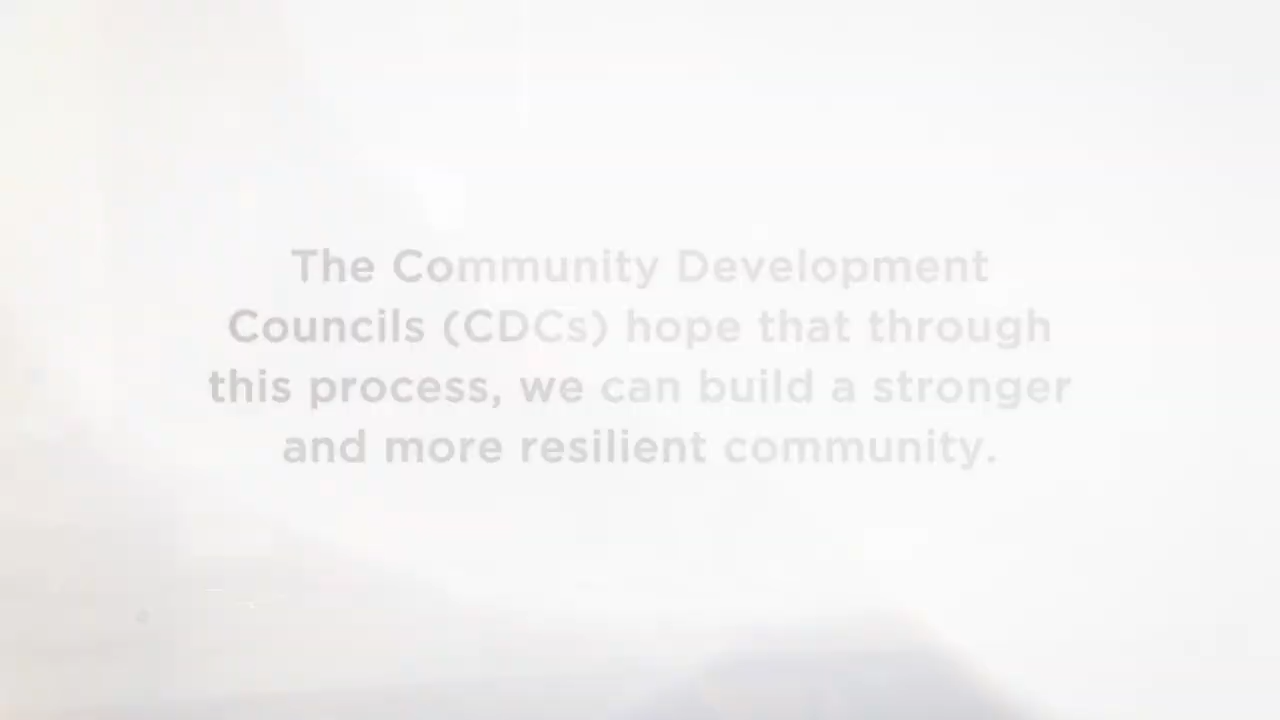 The Community Development
Councils (CDCs) hope that through
this process, we can build a stronger
and more resilient community.